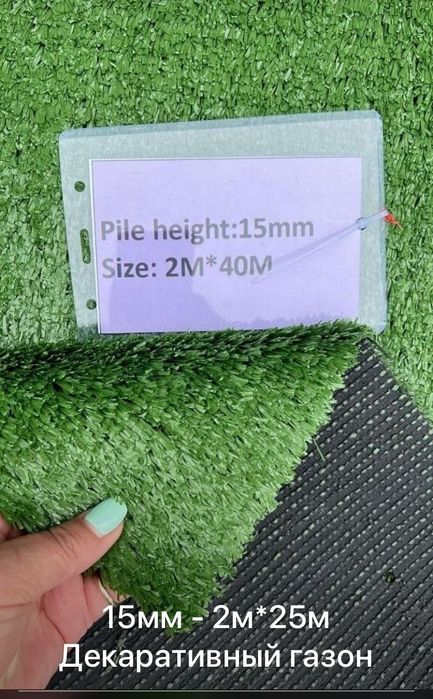 Pile height:15mm
Size: 2M*40M
15мм - 2м*25м
Декаративный газон